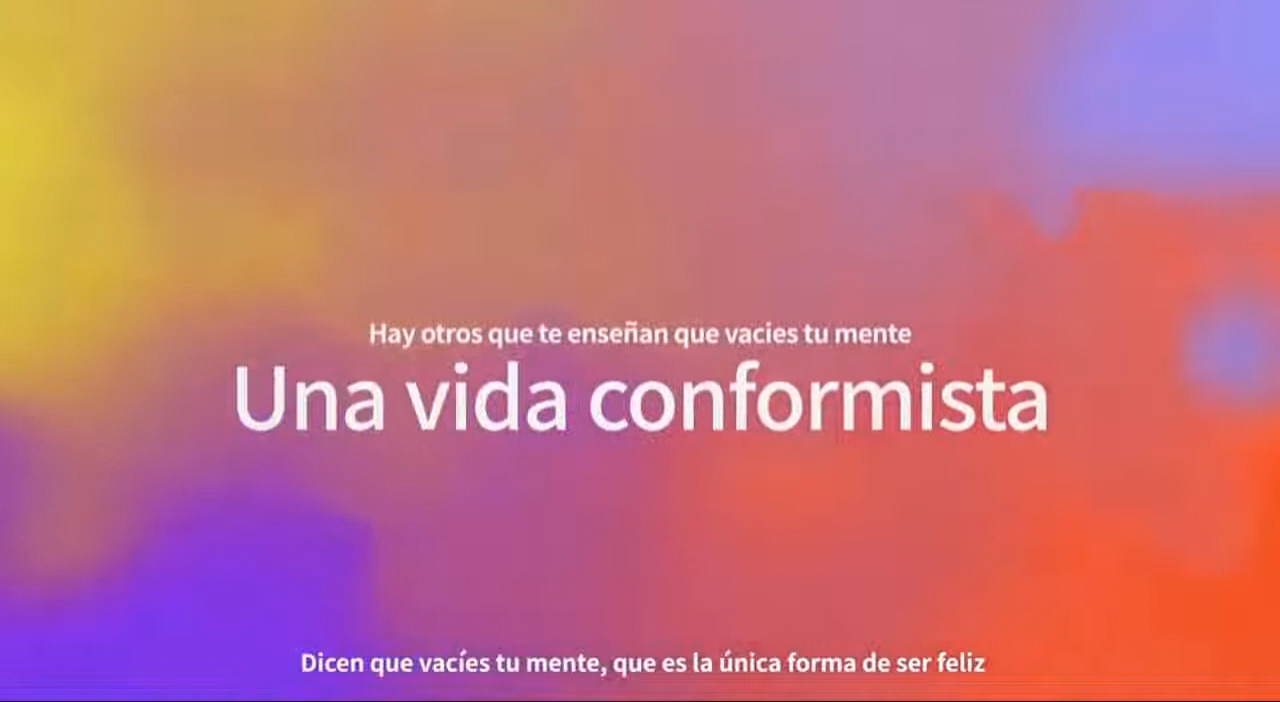 Hay otros que te enseñan que vacies tu mente
Una vida conformista
Dicen que vacíes tu mente, que es la única forma de ser feliz